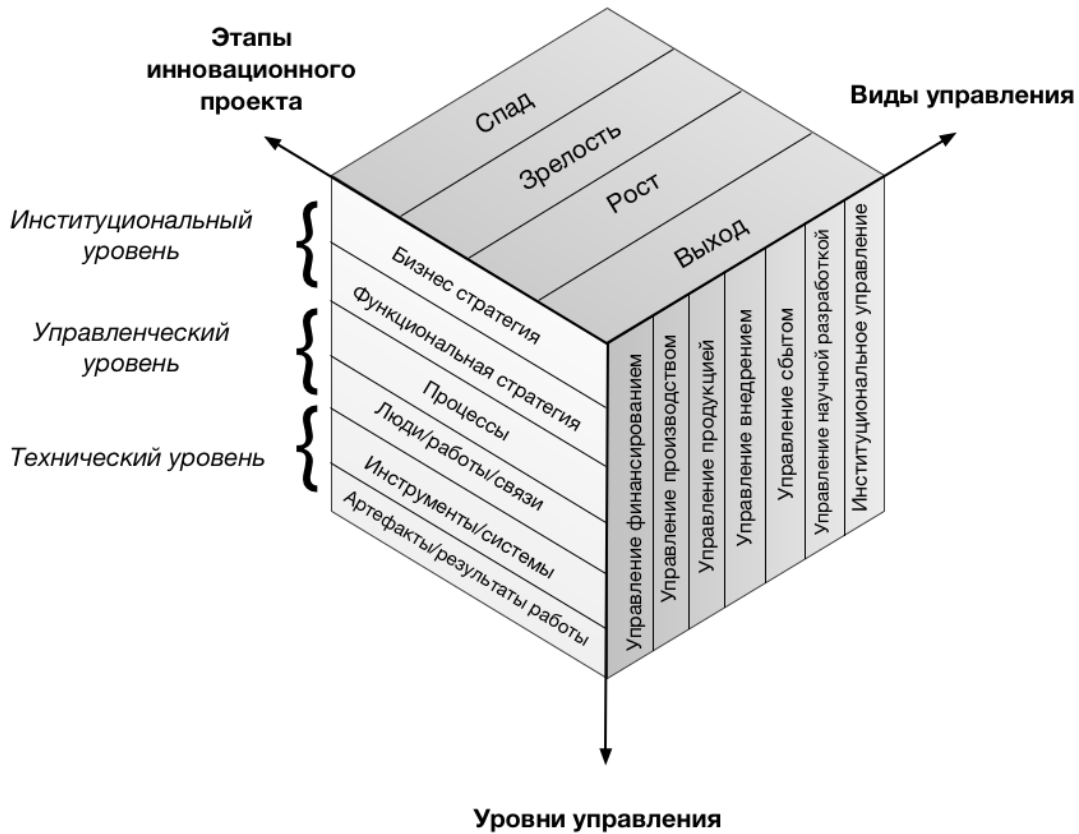 Этапы
инновационного
проекта
Виды управления
Спад
Зрелость
Рост
Выход
Институциональный
уровень
Управленческий
уровень
Технический уровень
Бизнес стратегия
Функциональная стратегия
Процессы
Люди/работы/связи
Инструменты/системы
Артефакты/результаты работы
Управление финансированием
Управление производством
Управление продукцией
Управление внедрением
Управление сбытом
Управление научной разработкой
Институциональное управление
Уровни управления